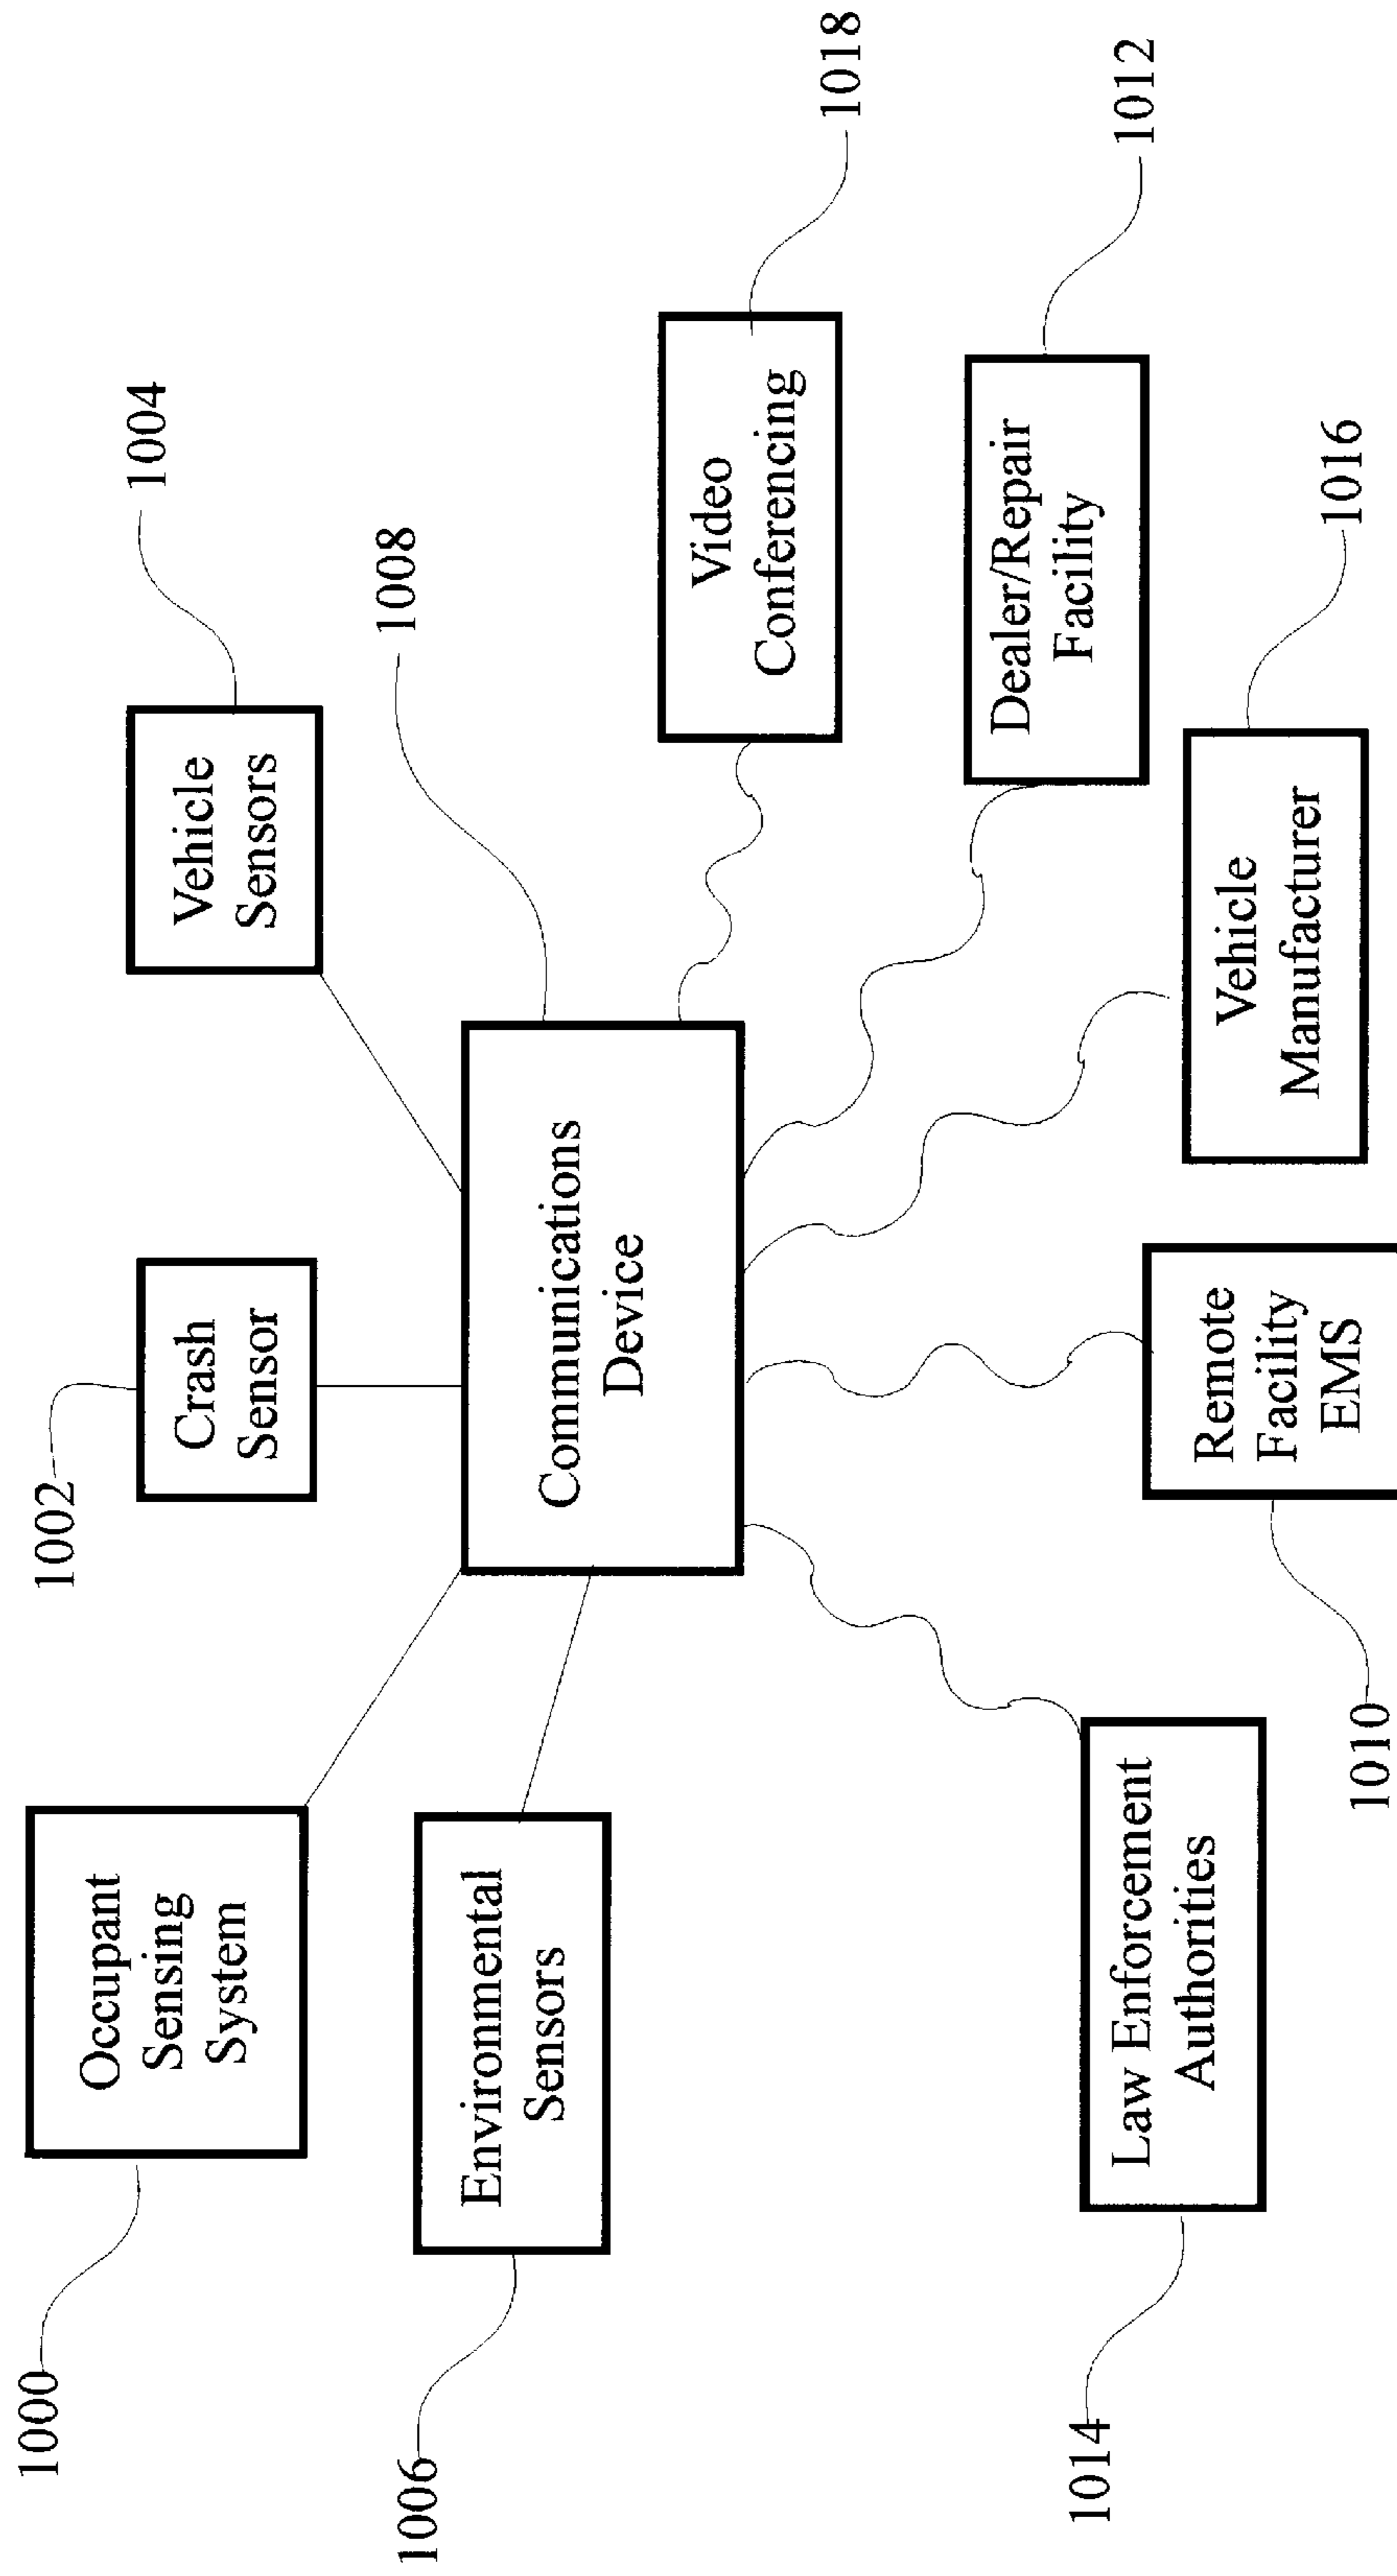 1000
Occupant
Sensing
System
1002
Crash
Sensor
Vehicle
Sensors
1004
1006
Environmental
Sensors
1008
Communications
Device
Video
Conferencing
1018
Dealer/Repair
Facility
1012
1014
Law Enforcement
Authorities
1010
Remote
Facility
EMS
Vehicle
Manufacturer
1016